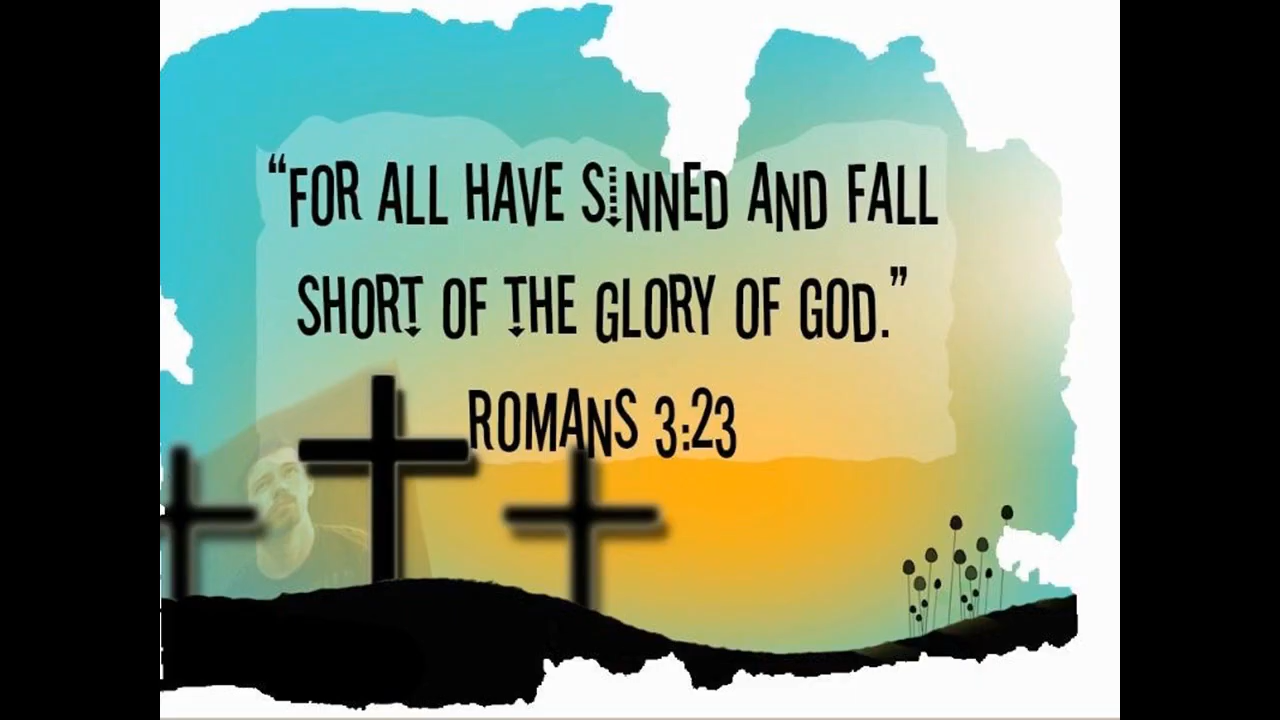 “FOR ALL HAVE SINNED AND FALL
SHORT OF THE GLORY OF GOD.”
ROMANS 3:23